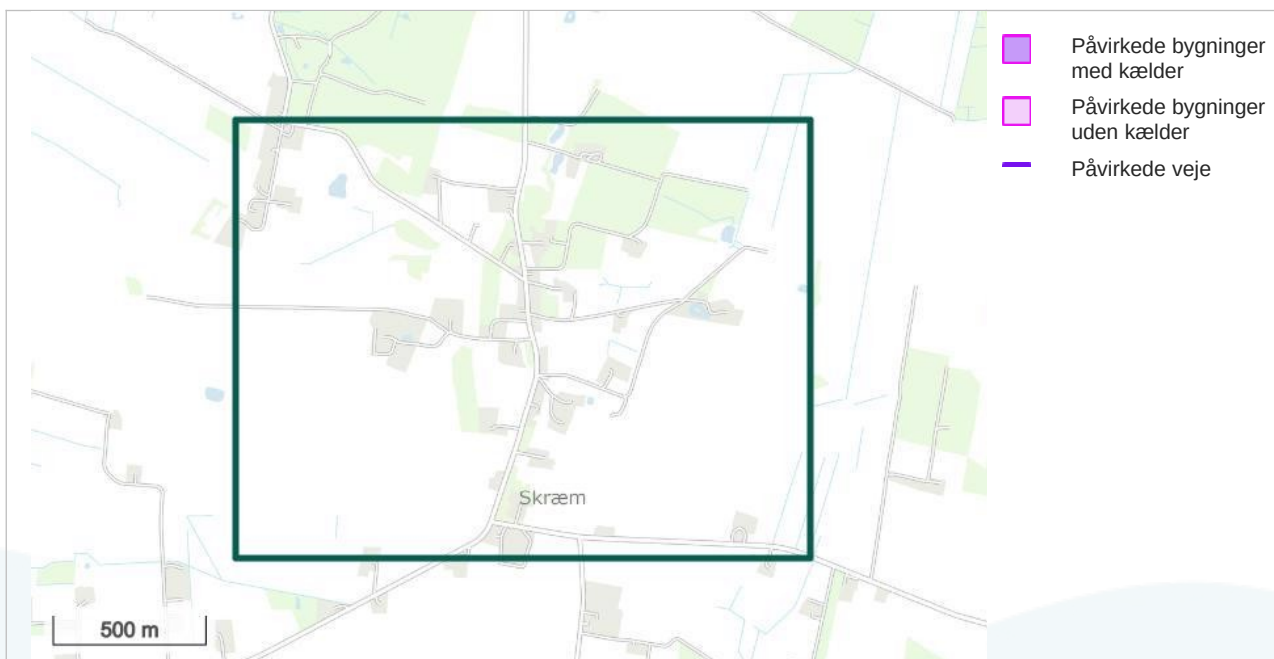 Påvirkede bygninger
med kælder
Påvirkede bygninger
uden kælder
Påvirkede veje
Skræm
500 m